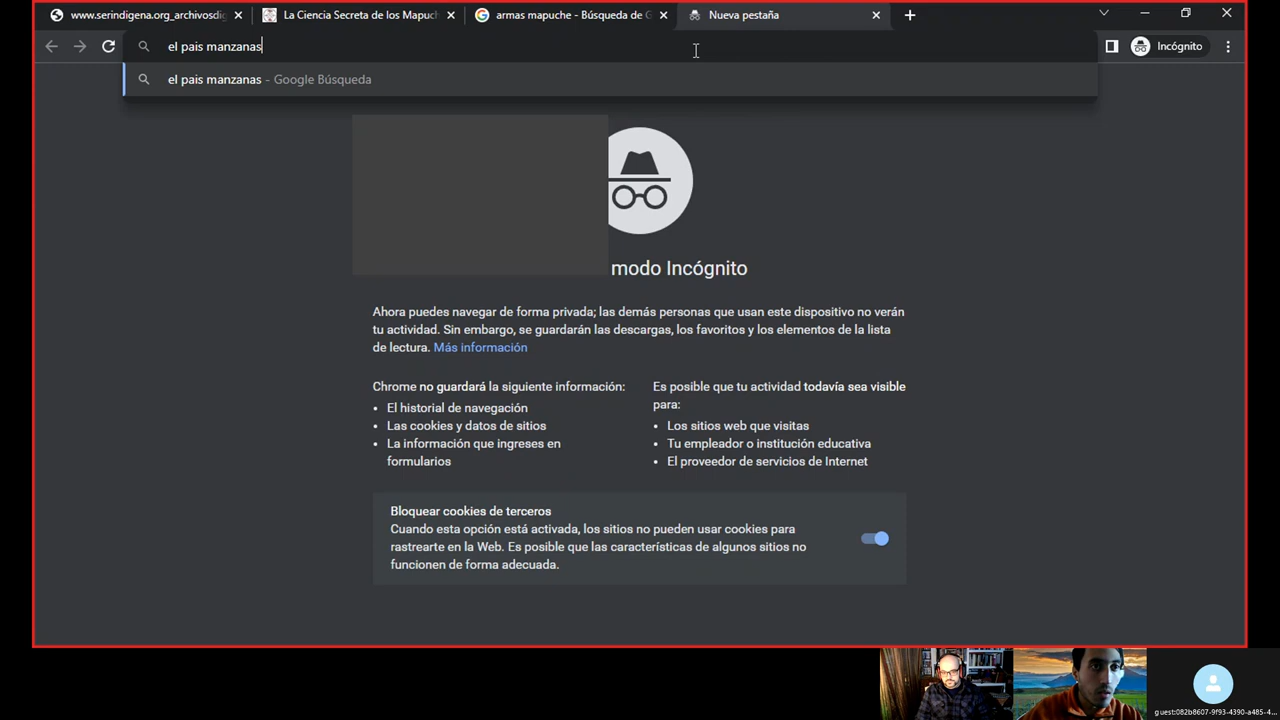 www.serindigena.org_archivosdig
La Ciencia Secreta de los Mapuch
armas mapuche - Búsqueda de G
Nueva pestaña
el pais manzanas
Incógnito
el pais manzanas - Google Búsqueda
modo Incógnito
Ahora puedes navegar de forma privada; las demás personas que usan este dispositivo no verán
tu actividad. Sin embargo, se guardarán las descargas, los favoritos y los elementos de la lista
de lectura. Más información
Chrome no guardará la siguiente información:
• El historial de navegación
• Las cookies y datos de sitios
• La información que ingreses en
formularios
Es posible que tu actividad todavía sea visible
para:
• Los sitios web que visitas
• Tu empleador o institución educativa
• El proveedor de servicios de Internet
Bloquear cookies de terceros
Cuando esta opción está activada, los sitios no pueden usar cookies para
rastrearte en la Web. Es posible que las características de algunos sitios no
funcionen de forma adecuada.
guest:082b8607-9f93-4390-a485-4...